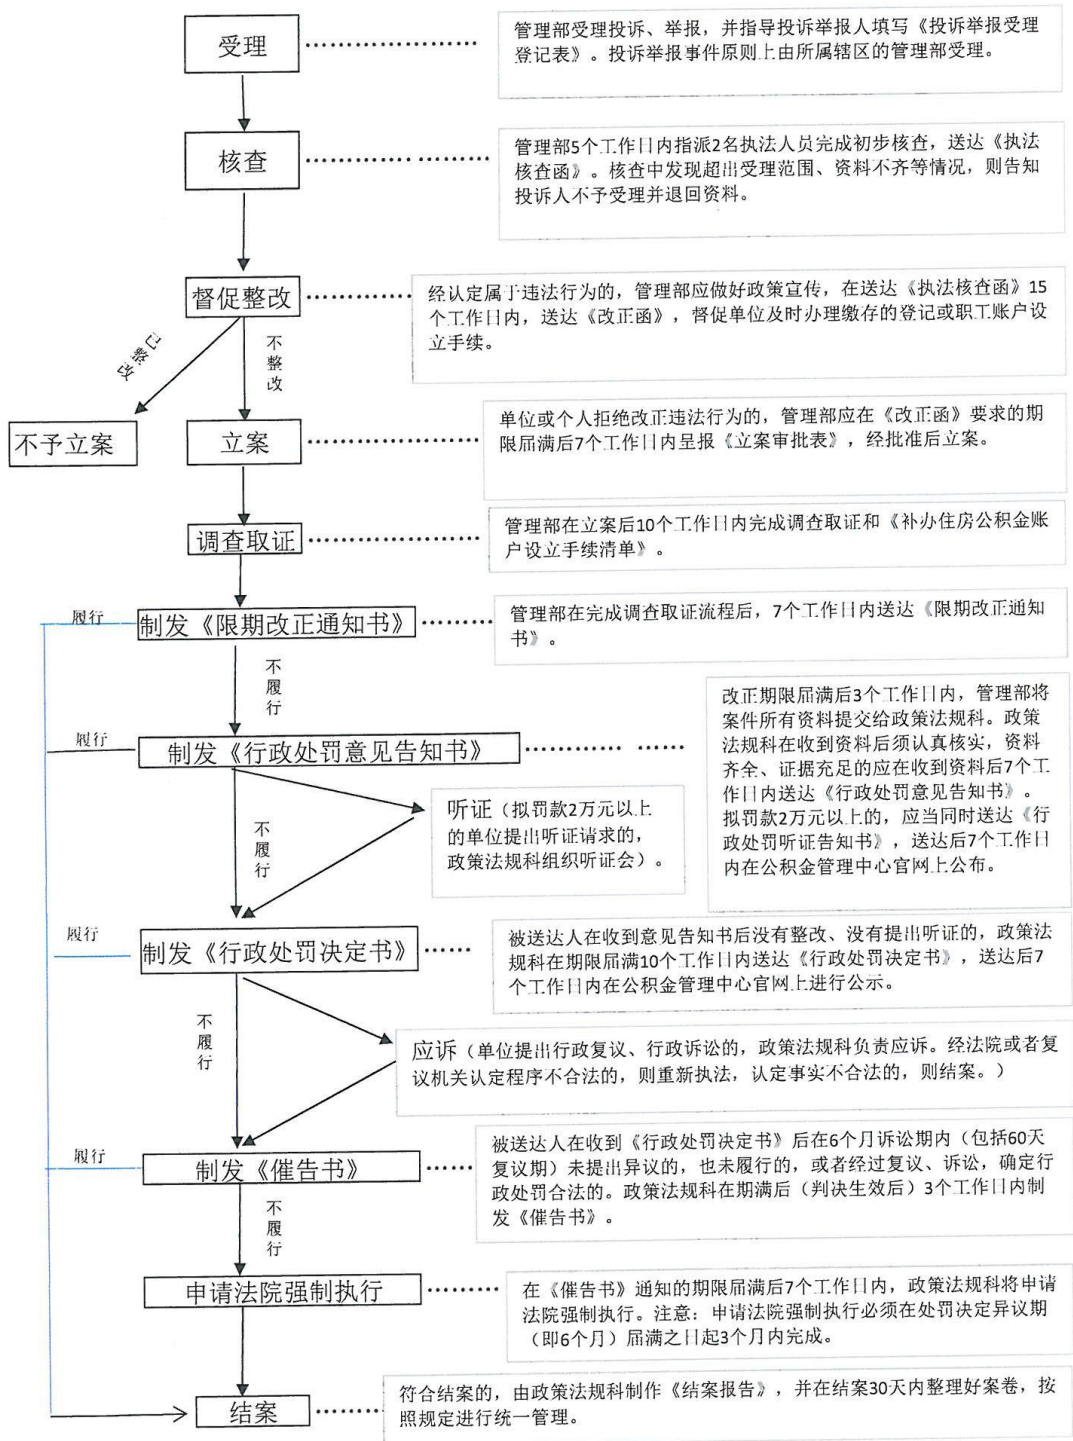 受理
管理部受理投诉、举报，并指导投诉举报人填写《投诉举报受理
登记表》。投诉举报事件原则上由所属辖区的管理部受理。
核查
管理部5个工作日内指派2名执法人员完成初步核查，送达《执法
核查函》。核查中发现超出受理范围、资料不齐等情况，则告知
投诉人不予受理并退回资料。
督促整改
经认定属于违法行为的，管理部应做好政策宣传，在送达《执法核查函》15
个工作日内，送达《改正函》，督促单位及时办理缴存的登记或职工账户设
立手续。
已整改
不整改
不予立案
立案
单位或个人拒绝改正违法行为的，管理部应在《改正函》要求的期
限届满后7个工作日内呈报《立案审批表》，经批准后立案。
调查取证
管理部在立案后10个工作日内完成调查取证和《补办住房公积金账
户设立手续清单》。
履行
制发《限期改正通知书》
管理部在完成调查取证流程后，7个工作日内送达《限期改正通知
书》。
不履行
履行
制发《行政处罚意见告知书》
改正期限届满后3个工作日内，管理部将
案件所有资料提交给政策法规科。政策
法规科在收到资料后须认真核实，资料
齐全、证据充足的应在收到资料后7个工
作日内送达《行政处罚意见告知书》。
拟罚款2万元以上的，应当同时送达《行
政处罚听证告知书》，送达后7个工作日
内在公积金管理中心官网上公布。
不履行
听证（拟罚款2万元以上
的单位提出听证请求的，
政策法规科组织听证会）。
履行
制发《行政处罚决定书》
被送达人在收到意见告知书后没有整改、没有提出听证的，政策法
规科在期限届满10个工作日内送达《行政处罚决定书》，送达后7
个工作日内在公积金管理中心官网上进行公示。
不履行
应诉（单位提出行政复议、行政诉讼的，政策法规科负责应诉。经法院或者复
议机关认定程序不合法的，则重新执法，认定事实不合法的，则结案。）
履行
制发《催告书》
被送达人在收到《行政处罚决定书》后在6个月诉讼期内（包括60天
复议期）未提出异议的，也未履行的，或者经过复议、诉讼，确定行
政处罚合法的。政策法规科在期满后（判决生效后）3个工作日内制
发《催告书》。
不履行
申请法院强制执行
在《催告书》通知的期限届满后7个工作日内，政策法规科将申请
法院强制执行。注意：申请法院强制执行必须在处罚决定异议期
（即6个月）届满之日起3个月内完成。
结案
符合结案的，由政策法规科制作《结案报告》，并在结案30天内整理好案卷，按
照规定进行统一管理。